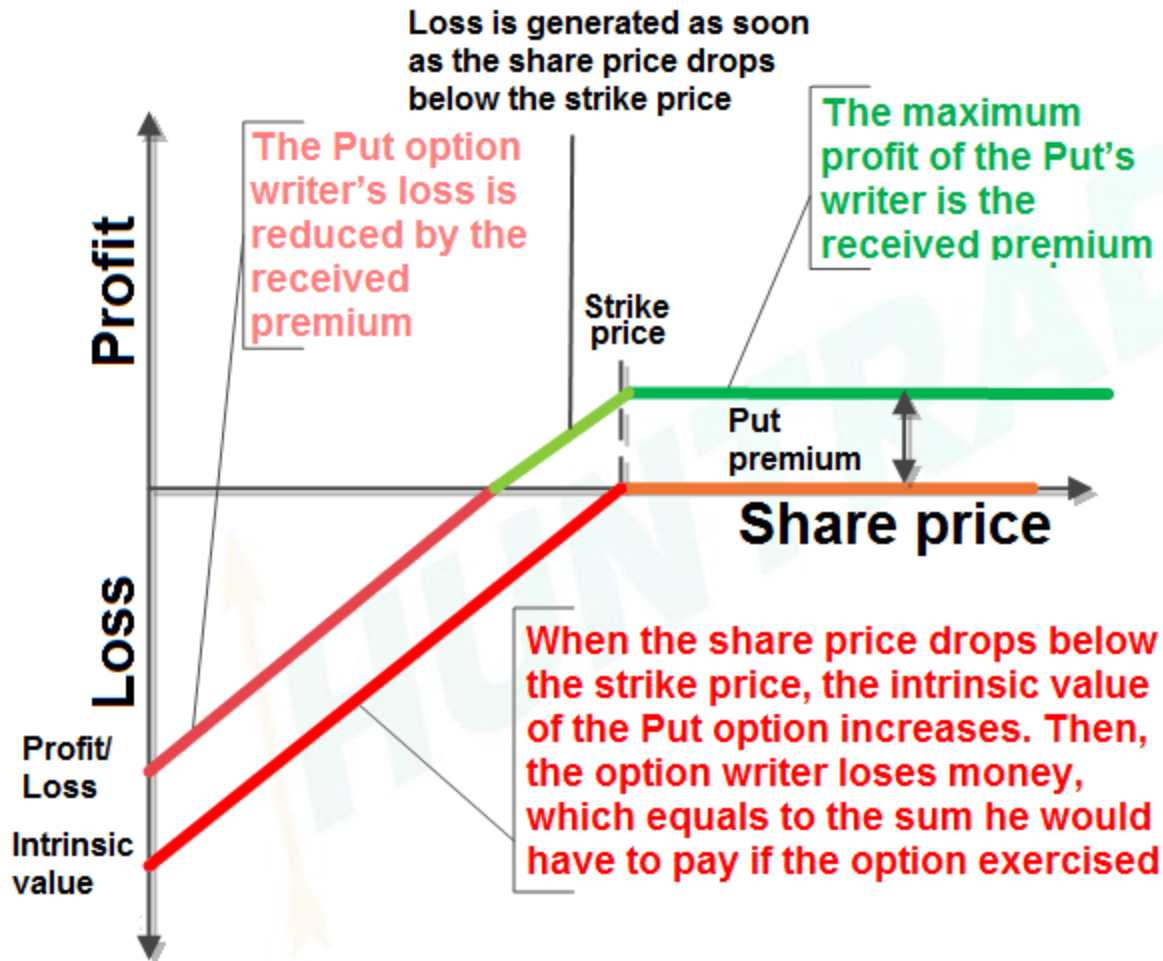 Loss is generated as soon
as the share price drops
below the strike price
The Put option
writer's loss is
reduced by the
received
premium
The maximum
profit of the Put's
writer is the
received premium
Profit
Strike
price
Put
premium
Share price
Loss
When the share price drops below
the strike price, the intrinsic value
of the Put option increases. Then,
the option writer loses money,
which equals to the sum he would
have to pay if the option exercised
Profit/
Loss
Intrinsic
value
HUNTRAD